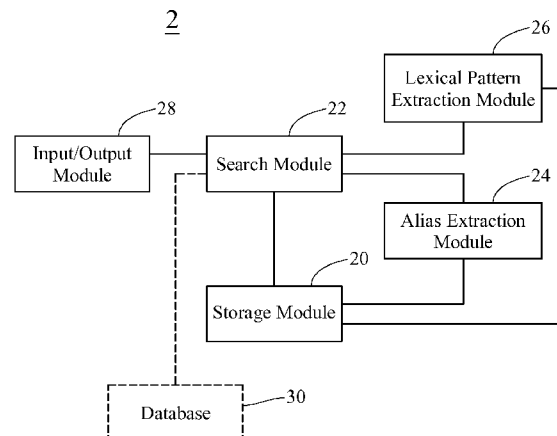 2
26
Lexical Pattern
Extraction Module
28
22
Input/Output
Module
Search Module
24
Alias Extraction
Module
20
Storage Module
30
Database